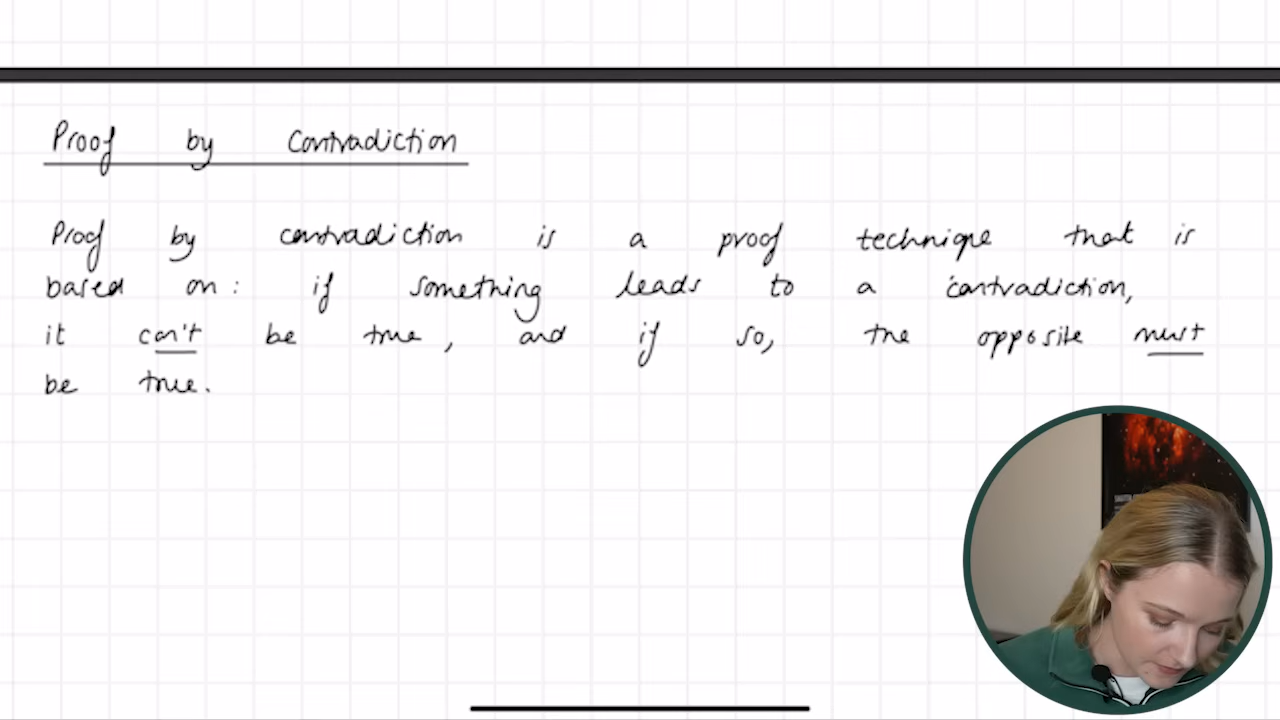 Proof by Contradiction
Proof by contradiction is a proof technique that is
based on: if something leads to a contradiction,
it can't be true, and if so, the opposite must
be true.